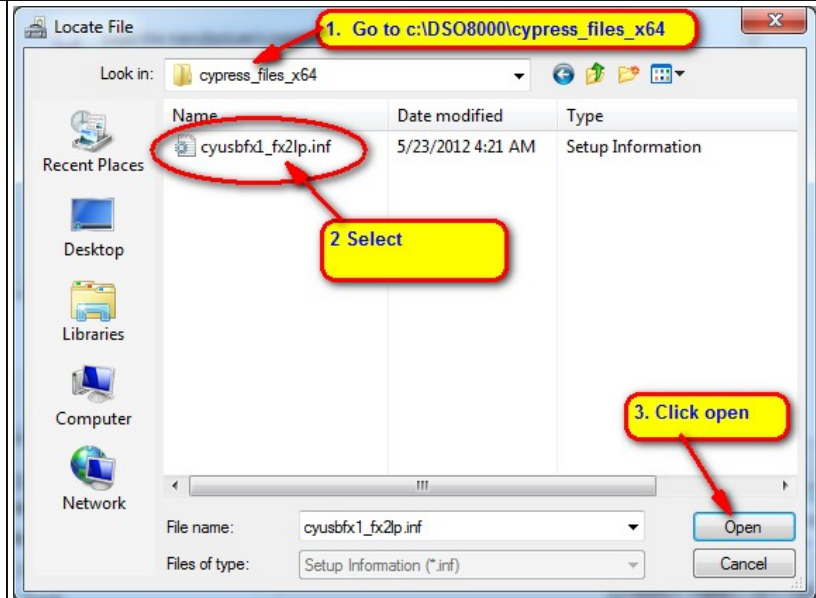 Locate File
1. Go to c:\DSO8000\cypress_files_x64
Look in:
cypress_files_x64
Name
Date modified
Type
cyusbfx1_fx2lp.inf
5/23/2012 4:21 AM
Setup Information
Recent Places
2 Select
Desktop
Libraries
Computer
3. Click open
Network
File name:
cyusbfx1_fx2lp.inf
Open
Files of type:
Setup Information (*.inf)
Cancel